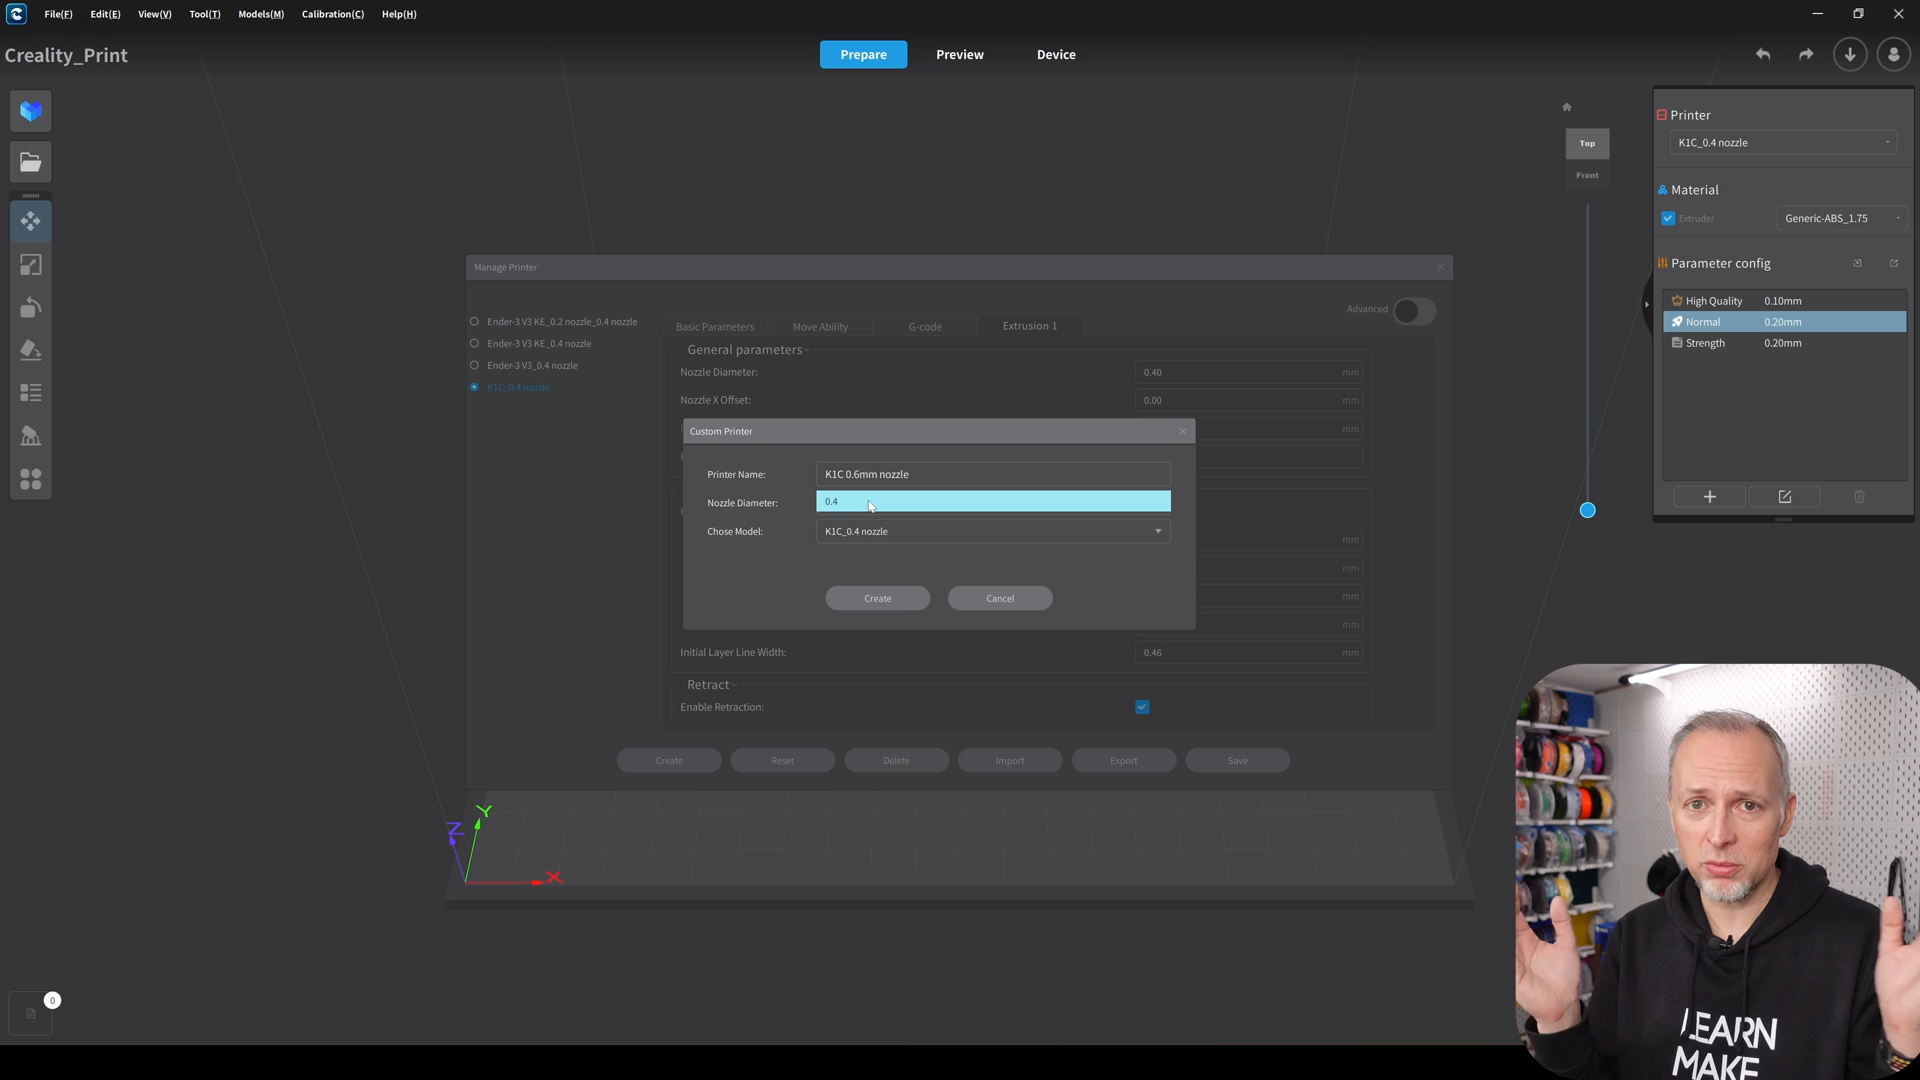 File(F) Edit(E) View(V) Tool(T) Models(M) Calibration(C) Help(H)
Creality_Print
Prepare Preview Device
Top
Front
Printer
K1C_0.4 nozzle
Material
Extruder Generic-ABS_1.75
Parameter config
High Quality 0.10mm
Normal 0.20mm
Strength 0.20mm
Manage Printer
Advanced
Ender-3 V3 KE_0.2 nozzle_0.4 nozzle
Ender-3 V3 KE_0.4 nozzle
Ender-3 V3_0.4 nozzle
K1C_0.4 nozzle
Basic Parameters Move Ability G-code Extrusion 1
General parameters
Nozzle Diameter: 0.40 mm
Nozzle X Offset: 0.00 mm
mm
Custom Printer
Printer Name: K1C 0.6mm nozzle
Nozzle Diameter: 0.4
Chose Model: K1C_0.4 nozzle
Create Cancel
mm
mm
mm
mm
Initial Layer Line Width: 0.46 mm
Retract
Enable Retraction:
Create Reset Delete Import Export Save
Y
Z
X
0
LEARN
MAKE